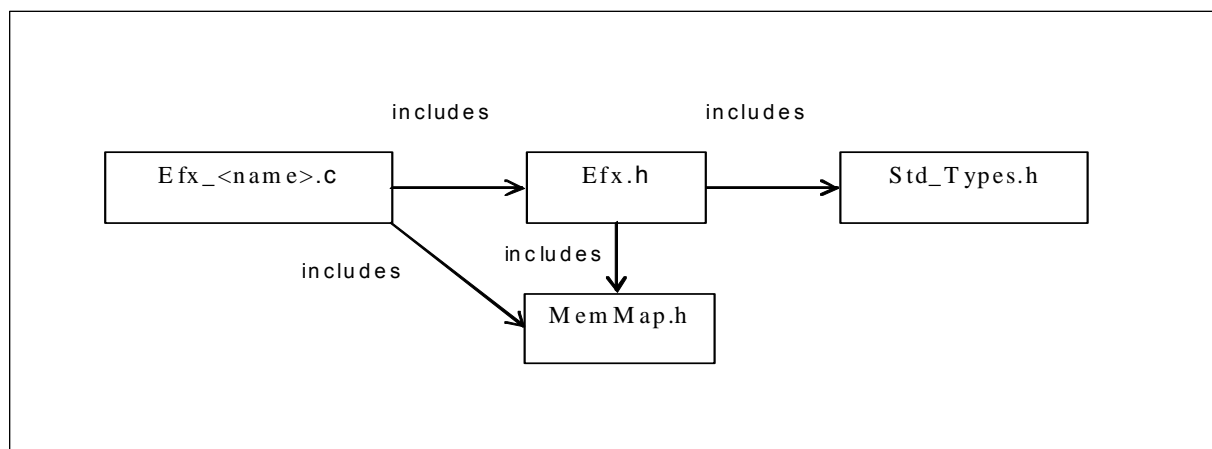 includes
includes
Efx_<name>.c
Efx.h
Std_Types.h
includes
includes
MemMap.h